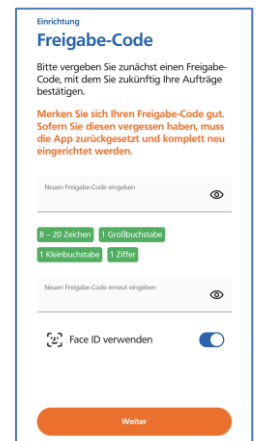 Einrichtung
Freigabe-Code
Bitte vergeben Sie zunächst einen Freigabe-
Code, mit dem Sie zukünftig Ihre Aufträge
bestätigen.
Merken Sie sich Ihren Freigabe-Code gut.
Sofern Sie diesen vergessen haben, muss
die App zurückgesetzt und komplett neu
eingerichtet werden.
Neuen Freigabe-Code eingeben
8 – 20 Zeichen 1 Großbuchstabe
1 Kleinbuchstabe 1 Ziffer
Neuen Freigabe-Code erneut eingeben
Face ID verwenden
Weiter